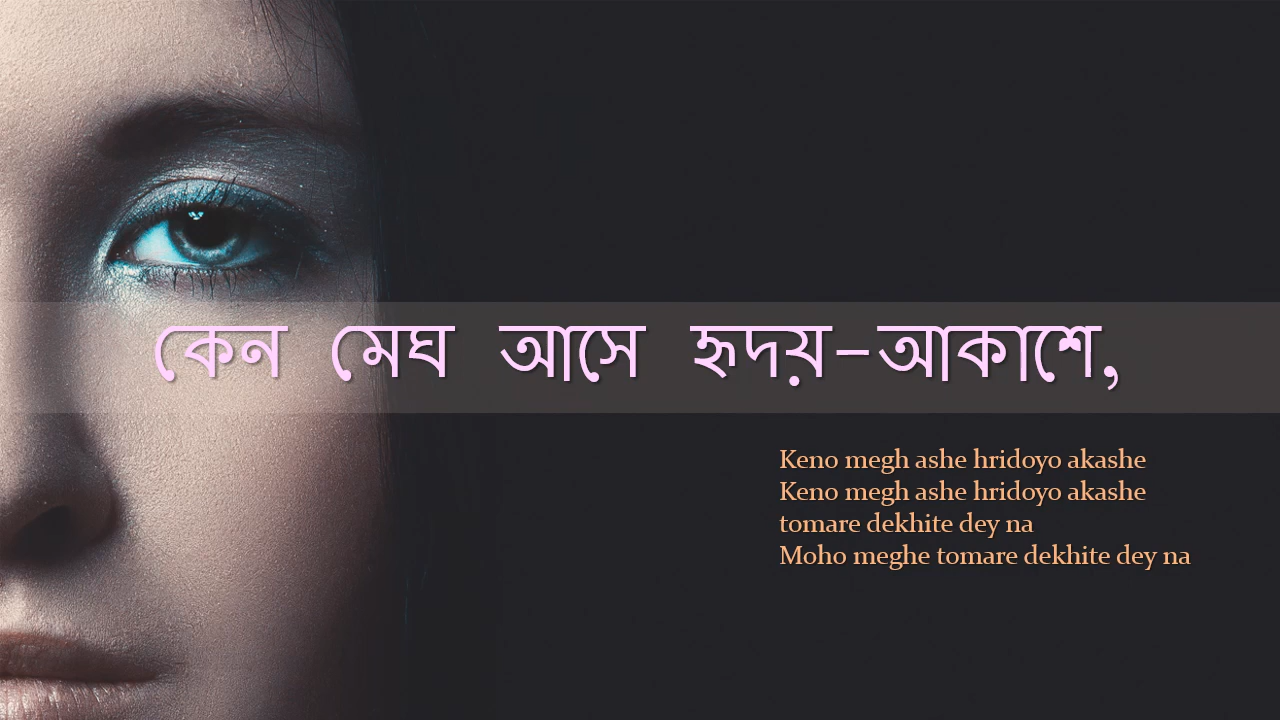 কেন মেঘ আসে হৃদয়-আকাশে,
Keno megh ashe hridoyo akashe
Keno megh ashe hridoyo akashe
tomare dekhite dey na
Moho meghe tomare dekhite dey na